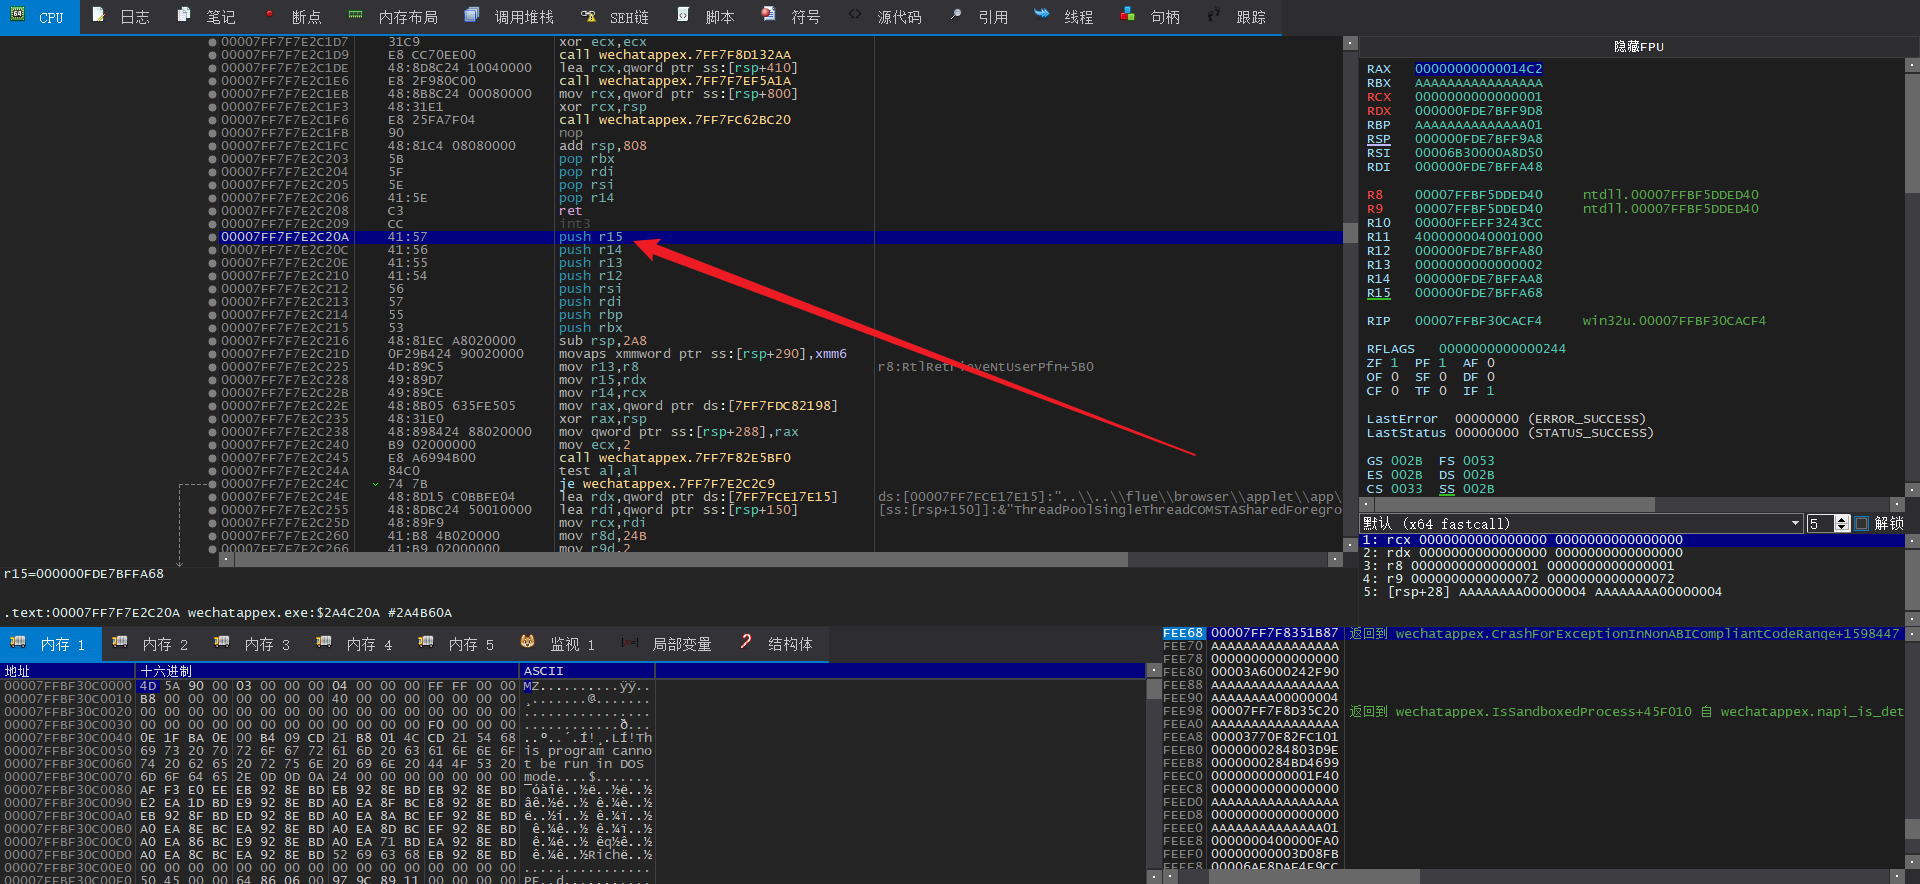 CPU 日志 笔记 断点 内存布局 调用堆栈 SEH链 脚本 符号 源代码 引用 线程 句柄 跟踪
00007FF7F7E2C1D7 31C9 xor ecx,ecx
00007FF7F7E2C1D9 E8 CC70EE00 call wechatappex.7FF7F8D132AA
00007FF7F7E2C1DE 48:8D8C24 10040000 lea rcx,qword ptr ss:[rsp+410]
00007FF7F7E2C1E6 E8 2F980C00 call wechatappex.7FF7F7EF5A1A
00007FF7F7E2C1EB 48:8B8C24 00080000 mov rcx,qword ptr ss:[rsp+800]
00007FF7F7E2C1F3 48:31E1 xor rcx,rsp
00007FF7F7E2C1F6 E8 25FA7F04 call wechatappex.7FF7FC62BC20
00007FF7F7E2C1FB 90 nop
00007FF7F7E2C1FC 48:81C4 08080000 add rsp,808
00007FF7F7E2C203 5B pop rbx
00007FF7F7E2C204 5F pop rdi
00007FF7F7E2C205 5E pop rsi
00007FF7F7E2C206 41:5E pop r14
00007FF7F7E2C208 C3 ret
00007FF7F7E2C209 CC int3
00007FF7F7E2C20A 41:57 push r15
00007FF7F7E2C20C 41:56 push r14
00007FF7F7E2C20E 41:55 push r13
00007FF7F7E2C210 41:54 push r12
00007FF7F7E2C212 56 push rsi
00007FF7F7E2C213 57 push rdi
00007FF7F7E2C214 55 push rbp
00007FF7F7E2C215 53 push rbx
00007FF7F7E2C216 48:81EC A8020000 sub rsp,2A8
00007FF7F7E2C21D 0F29B424 90020000 movaps xmmword ptr ss:[rsp+290],xmm6
00007FF7F7E2C225 4D:89C5 mov r13,r8
00007FF7F7E2C228 49:89D7 mov r15,rdx
00007FF7F7E2C22B 49:89CE mov r14,rcx
00007FF7F7E2C22E 48:8B05 635FE505 mov rax,qword ptr ds:[7FF7FDC82198]
00007FF7F7E2C235 48:31E0 xor rax,rsp
00007FF7F7E2C238 48:898424 88020000 mov qword ptr ss:[rsp+288],rax
00007FF7F7E2C240 B9 02000000 mov ecx,2
00007FF7F7E2C245 E8 A6994B00 call wechatappex.7FF7F82E5BF0
00007FF7F7E2C24A 84C0 test al,al
00007FF7F7E2C24C 74 7B je wechatappex.7FF7F7E2C2C9
00007FF7F7E2C24E 48:8D15 C0BBFE04 lea rdx,qword ptr ds:[7FF7FCE17E15] ds:[00007FF7FCE17E15]:"..\\..\\flue\\browser\\applet\\app\
00007FF7F7E2C255 48:8DBC24 50010000 lea rdi,qword ptr ss:[rsp+150] [ss:[rsp+150]]:&"ThreadPoolSingleThreadCOMSTASharedForegro
00007FF7F7E2C25D 48:89F9 mov rcx,rdi
00007FF7F7E2C260 41:B8 4B020000 mov r8d,24B
00007FF7F7E2C266 41:B9 02000000 mov r9d,2
r15=000000FDE7BFFA68
.text:00007FF7F7E2C20A wechatappex.exe:$2A4C20A #2A4B60A
隐藏FPU
RAX 00000000000014C2
RBX AAAAAAAAAAAAAAAA
RCX 0000000000000001
RDX 000000FDE7BFF9D8
RBP AAAAAAAAAAAAAA01
RSP 000000FDE7BFF9A8
RSI 00006B30000A8D50
RDI 000000FDE7BFFA48
R8 00007FFBF5DDED40 ntdll.00007FFBF5DDED40
R9 00007FFBF5DDED40 ntdll.00007FFBF5DDED40
R10 00000FFEFF3243CC
R11 4000000040001000
R12 000000FDE7BFFA80
R13 0000000000000002
R14 000000FDE7BFFAA8
R15 000000FDE7BFFA68
RIP 00007FFBF30CACF4 win32u.00007FFBF30CACF4
RFLAGS 0000000000000244
ZF 1 PF 1 AF 0
OF 0 SF 0 DF 0
CF 0 TF 0 IF 1
LastError 00000000 (ERROR_SUCCESS)
LastStatus 00000000 (STATUS_SUCCESS)
GS 002B FS 0053
ES 002B DS 002B
CS 0033 SS 002B
默认 (x64 fastcall) 5 解锁
1: rcx 0000000000000000 0000000000000000
2: rdx 0000000000000000 0000000000000000
3: r8 0000000000000001 0000000000000001
4: r9 0000000000000072 0000000000000072
5: [rsp+28] AAAAAAAA00000004 AAAAAAAA00000004
内存 1 内存 2 内存 3 内存 4 内存 5 监视 1 局部变量 结构体
地址 十六进制 ASCII
00007FFBF30C0000 4D 5A 90 00 03 00 00 00 04 00 00 00 FF FF 00 00 MZ..........ÿÿ..
00007FFBF30C0010 B8 00 00 00 00 00 00 00 40 00 00 00 00 00 00 00 ¸.......@.......
00007FFBF30C0020 00 00 00 00 00 00 00 00 00 00 00 00 00 00 00 00 ................
00007FFBF30C0030 00 00 00 00 00 00 00 00 00 00 00 00 F0 00 00 00 ............ð...
00007FFBF30C0040 0E 1F BA 0E 00 B4 09 CD 21 B8 01 4C CD 21 54 68 ..º..´.Í!¸.LÍ!Th
00007FFBF30C0050 69 73 20 70 72 6F 67 72 61 6D 20 63 61 6E 6E 6F is program canno
00007FFBF30C0060 74 20 62 65 20 72 75 6E 20 69 6E 20 44 4F 53 20 t be run in DOS
00007FFBF30C0070 6D 6F 64 65 2E 0D 0D 0A 24 00 00 00 00 00 00 00 mode....$.......
00007FFBF30C0080 AF F3 E0 EE EB 92 8E BD EB 92 8E BD EB 92 8E BD ¯óàîë..½ë..½ë..½
00007FFBF30C0090 E2 EA 1D BD E9 92 8E BD A0 EA 8F BC E8 92 8E BD âê.½é..½ ê.¼è..½
00007FFBF30C00A0 EB 92 8F BD ED 92 8E BD A0 EA 8A BC EF 92 8E BD ë..½í..½ ê.¼ï..½
00007FFBF30C00B0 A0 EA 8E BC EA 92 8E BD A0 EA 8D BC EF 92 8E BD ê.¼ê..½ ê.¼ï..½
00007FFBF30C00C0 A0 EA 86 BC E9 92 8E BD A0 EA 71 BD EA 92 8E BD ê.¼é..½ êq½ê..½
00007FFBF30C00D0 A0 EA 8C BC EA 92 8E BD 52 69 63 68 EB 92 8E BD ê.¼ê..½Richë..½
00007FFBF30C00E0 00 00 00 00 00 00 00 00 00 00 00 00 00 00 00 00 ................
00007FFBF30C00F0 50 45 00 00 64 86 06 00 97 9C 89 11 00 00 00 00 PE..d...........
FEE68 00007FF7F8351B87 返回到 wechatappex.CrashForExceptionInNonABICompliantCodeRange+1598447
FEE70 AAAAAAAAAAAAAAAA
FEE78 0000000000000000
FEE80 00003A6000242F90
FEE88 AAAAAAAAAAAAAAAA
FEE90 AAAAAAAA00000004
FEE98 00007FF7F8D35C20 返回到 wechatappex.IsSandboxedProcess+45F010 自 wechatappex.napi_is_det
FEEA0 AAAAAAAAAAAAAAAA
FEEA8 00003770F82FC101
FEEB0 0000000284803D9E
FEEB8 0000000284BD4699
FEEC0 0000000000001F40
FEEC8 0000000000000000
FEED0 AAAAAAAAAAAAAAAA
FEED8 0000000000000000
FEEE0 AAAAAAAAAAAAAA01
FEEE8 0000000400000FA0
FEEF0 00000000003D08FB